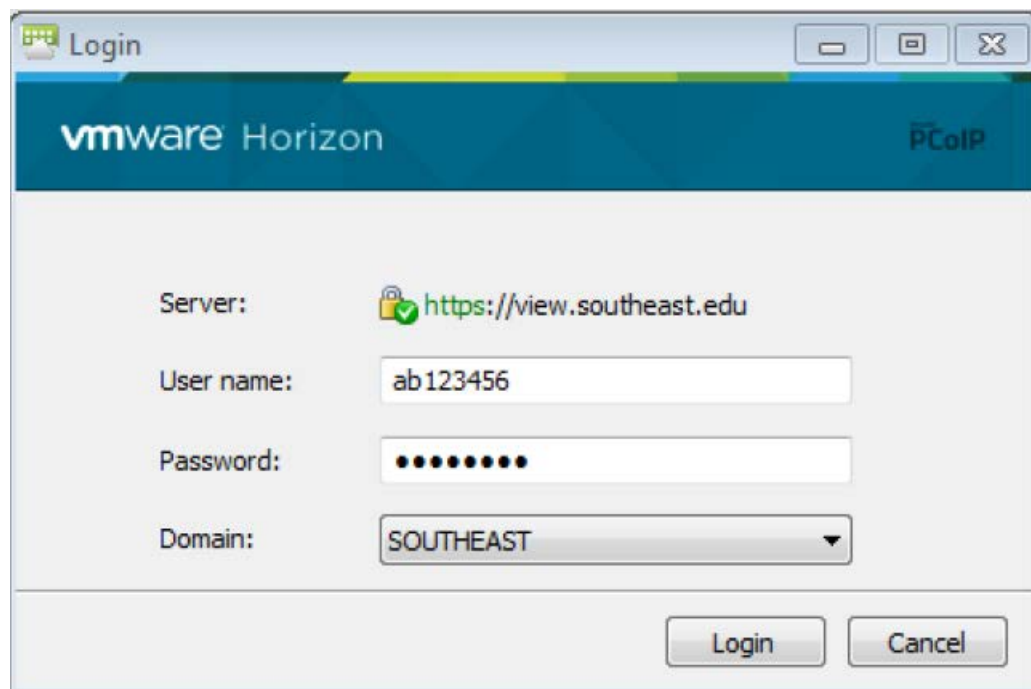 Login
vmware Horizon
PCoIP
Server: https://view.southeast.edu
User name: ab123456
Password: ••••••••
Domain: SOUTHEAST
Login Cancel